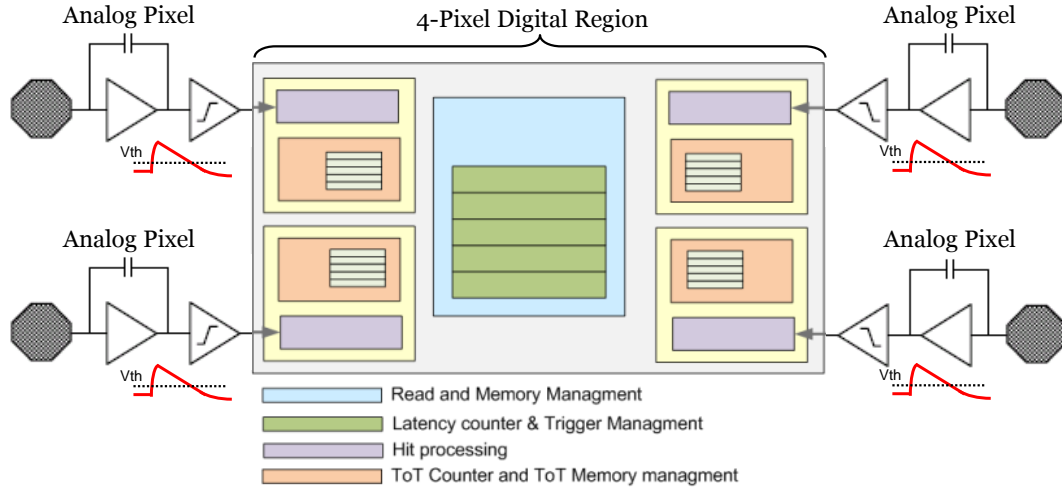 4-Pixel Digital Region
Analog Pixel
Analog Pixel
Vth
Vth
Analog Pixel
Analog Pixel
Vth
Vth
Read and Memory Managment
Latency counter & Trigger Managment
Hit processing
ToT Counter and ToT Memory managment